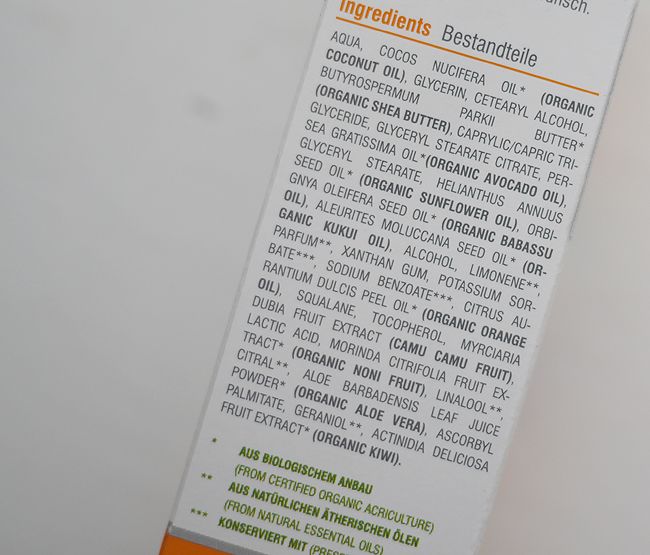 Ingredients Bestandteile
AQUA, COCOS NUCIFERA OIL* (ORGANIC
COCONUT OIL), GLYCERIN, CETEARYL ALCOHOL,
BUTYROSPERMUM PARKII BUTTER*
(ORGANIC SHEA BUTTER), CAPRYLIC/CAPRIC TRI-
GLYCERIDE, GLYCERYL STEARATE CITRATE, PER-
SEA GRATISSIMA OIL*(ORGANIC AVOCADO OIL),
GLYCERYL STEARATE, HELIANTHUS ANNUUS
SEED OIL* (ORGANIC SUNFLOWER OIL), ORBI-
GNYA OLEIFERA SEED OIL* (ORGANIC BABASSU
OIL), ALEURITES MOLUCCANA SEED OIL* (OR-
GANIC KUKUI OIL), ALCOHOL, LIMONENE**,
PARFUM**, XANTHAN GUM, POTASSIUM SOR-
BATE***, SODIUM BENZOATE***, CITRUS AU-
RANTIUM DULCIS PEEL OIL* (ORGANIC ORANGE
OIL), SQUALANE, TOCOPHEROL, MYRCIARIA
DUBIA FRUIT EXTRACT (CAMU CAMU FRUIT),
LACTIC ACID, MORINDA CITRIFOLIA FRUIT EX-
TRACT* (ORGANIC NONI FRUIT), LINALOOL**,
CITRAL**, ALOE BARBADENSIS LEAF JUICE
POWDER* (ORGANIC ALOE VERA), ASCORBYL
PALMITATE, GERANIOL**, ACTINIDIA DELICIOSA
FRUIT EXTRACT* (ORGANIC KIWI).
* AUS BIOLOGISCHEM ANBAU
(FROM CERTIFIED ORGANIC AGRICULTURE)
** AUS NATÜRLICHEN ÄTHERISCHEN ÖLEN
(FROM NATURAL ESSENTIAL OILS)
*** KONSERVIERT MIT